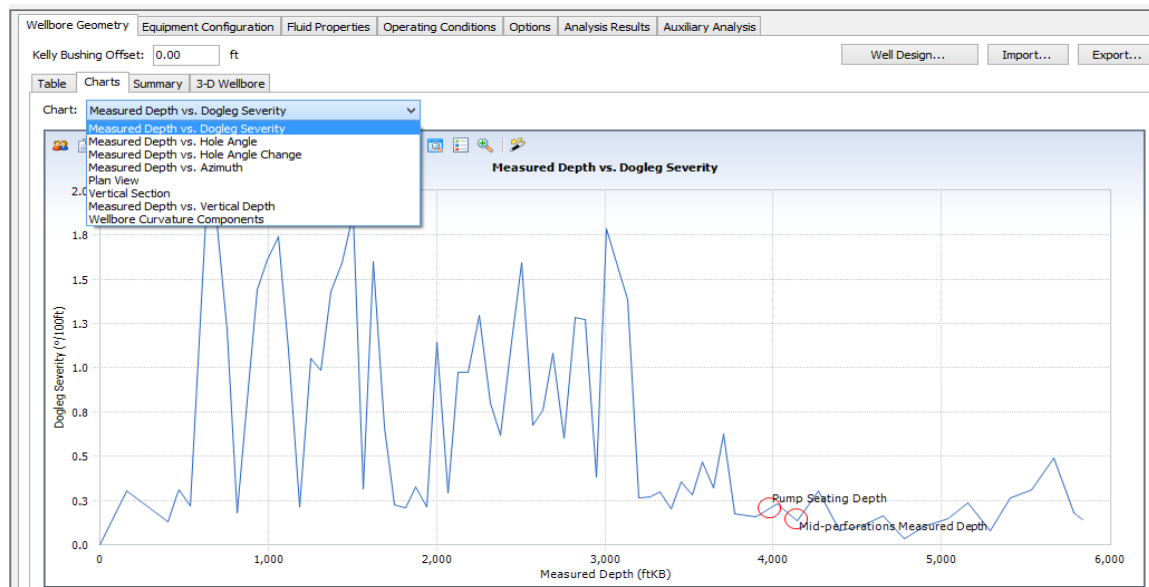 Wellbore Geometry Equipment Configuration Fluid Properties Operating Conditions Options Analysis Results Auxiliary Analysis
Kelly Bushing Offset: 0.00 ft Well Design... Import... Export...
Table Charts Summary 3-D Wellbore
Chart: Measured Depth vs. Dogleg Severity
Measured Depth vs. Dogleg Severity
Measured Depth vs. Hole Angle
Measured Depth vs. Hole Angle Change
Measured Depth vs. Azimuth
Plan View
Vertical Section
Measured Depth vs. Vertical Depth
Wellbore Curvature Components
Measured Depth vs. Dogleg Severity
2.0
1.8
1.5
1.3
1.0
0.8
0.5
0.3
0.0
Dogleg Severity (°/100ft)
Pump Seating Depth
Mid-perforations Measured Depth
0 1,000 2,000 3,000 4,000 5,000 6,000
Measured Depth (ftKB)